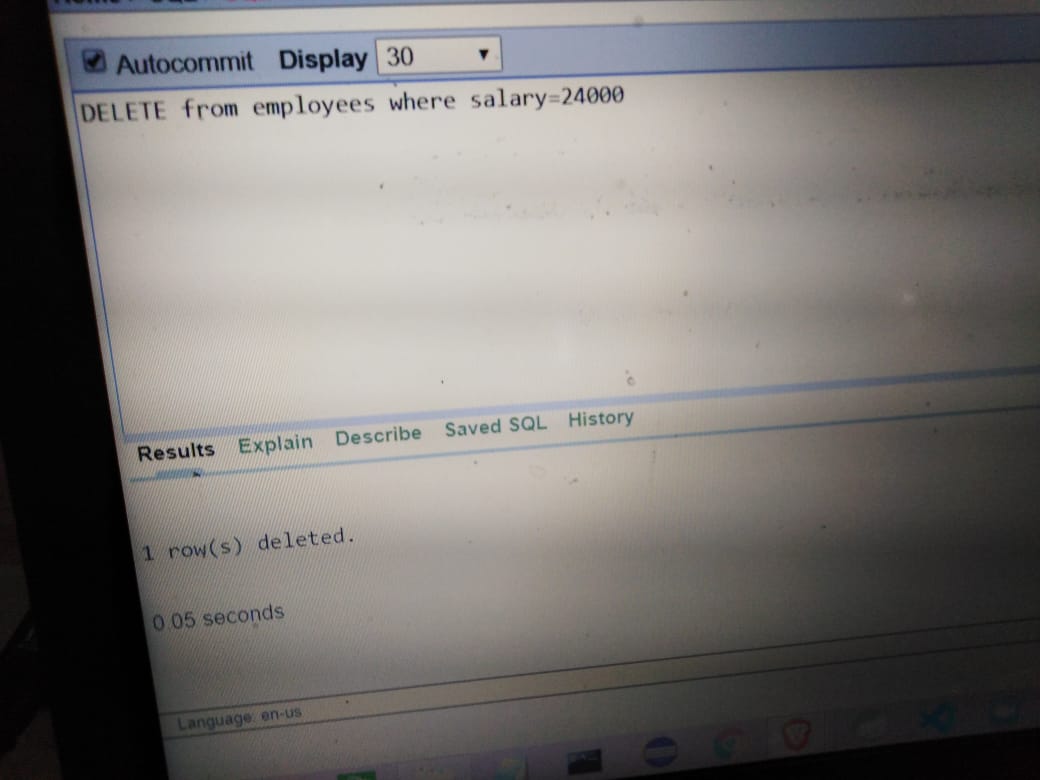 Autocommit Display 30
DELETE from employees where salary=24000
Results Explain Describe Saved SQL History
1 row(s) deleted.
0.05 seconds
Language: en-us